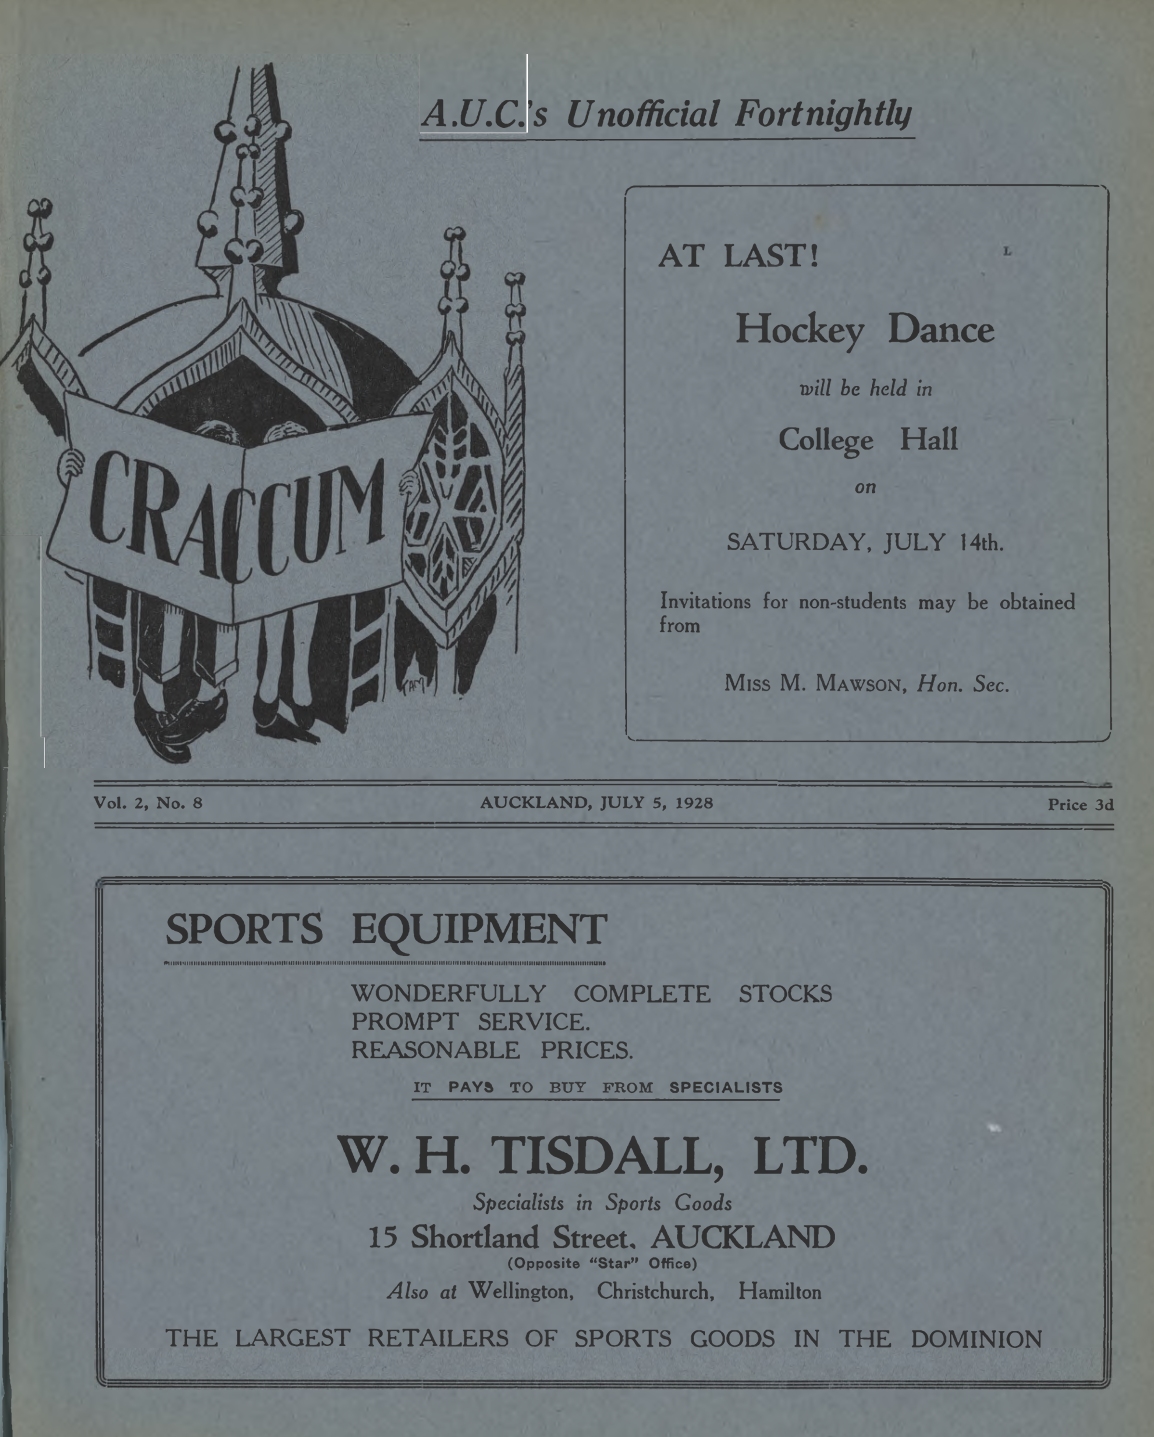 A.U.C.'s Unofficial Fortnightly
CRACCUM
AT LAST!
L
Hockey Dance
will be held in
College Hall
on
SATURDAY, JULY 14th.
Invitations for non-students may be obtained
from
Miss M. Mawson, Hon. Sec.
Vol. 2, No. 8 AUCKLAND, JULY 5, 1928 Price 3d
SPORTS EQUIPMENT
WONDERFULLY COMPLETE STOCKS
PROMPT SERVICE.
REASONABLE PRICES.
IT PAYS TO BUY FROM SPECIALISTS
W. H. TISDALL, LTD.
Specialists in Sports Goods
15 Shortland Street, AUCKLAND
(Opposite "Star" Office)
Also at Wellington, Christchurch, Hamilton
THE LARGEST RETAILERS OF SPORTS GOODS IN THE DOMINION